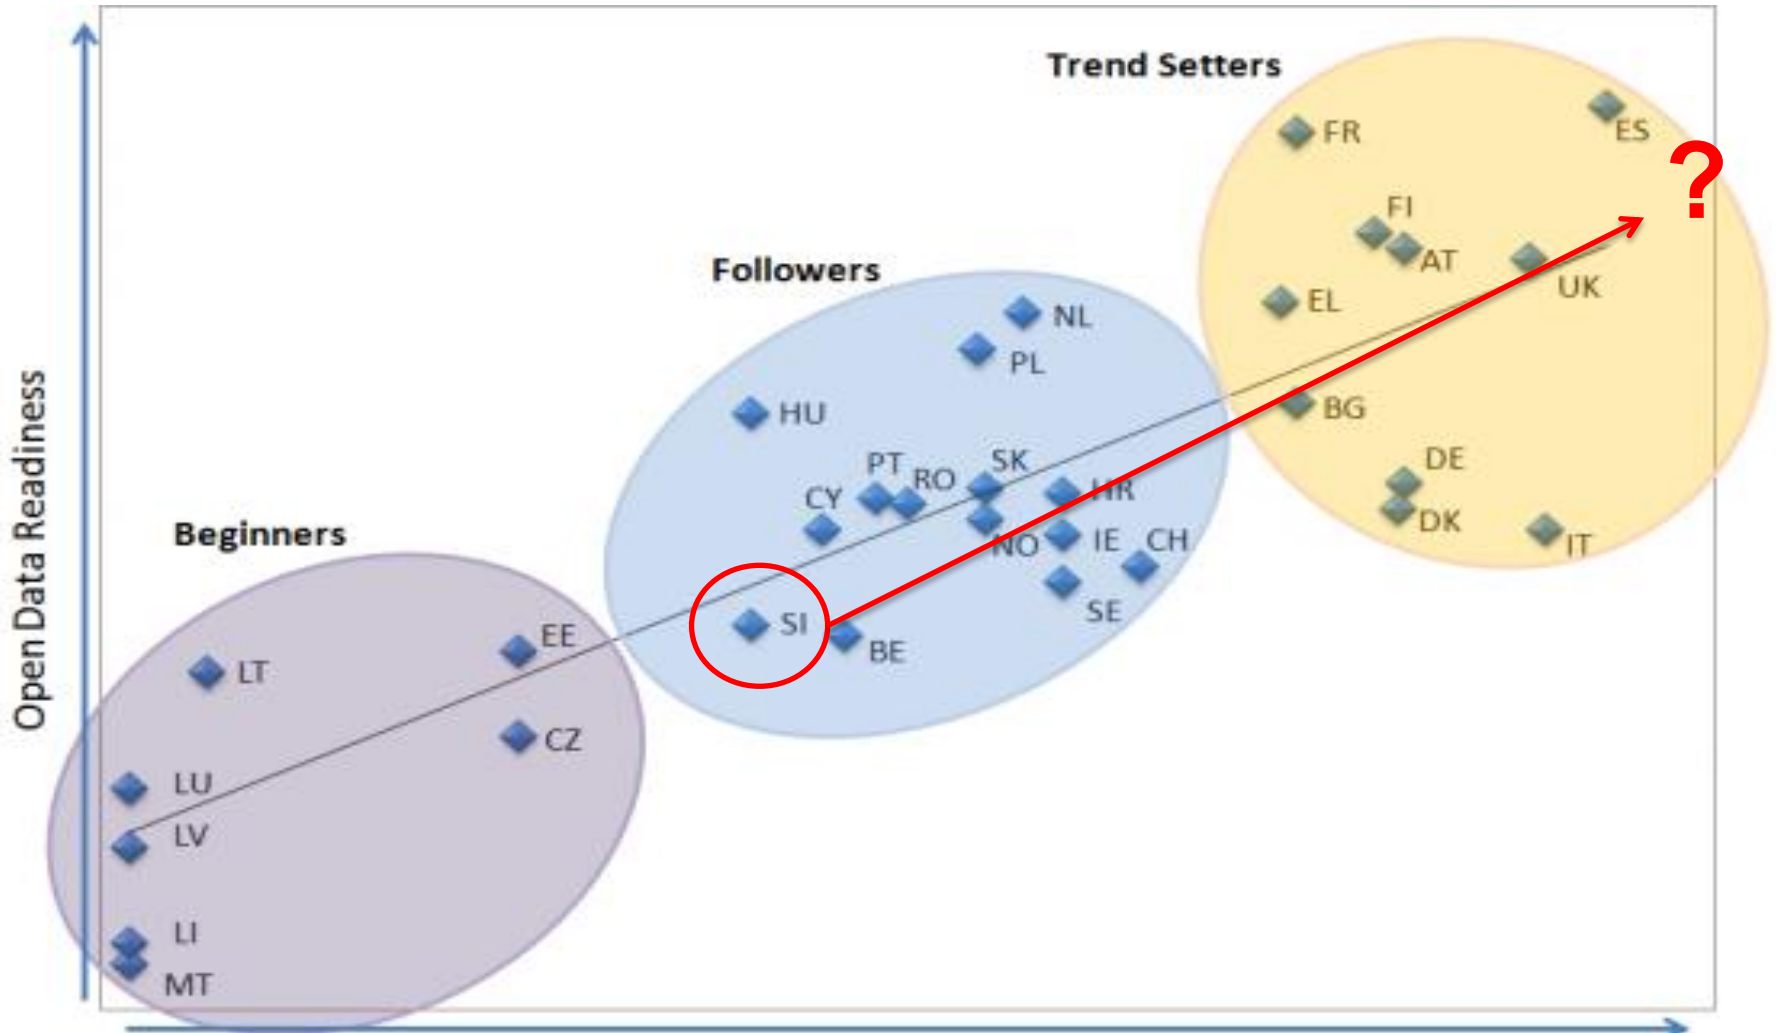 Trend Setters
FR
ES
?
FI
AT
UK
EL
Followers
NL
PL
BG
HU
DE
PT
RO
SK
HR
CY
DK
IT
NO
IE
CH
Beginners
SE
SI
BE
EE
LT
CZ
LU
LV
LI
MT
Open Data Readiness